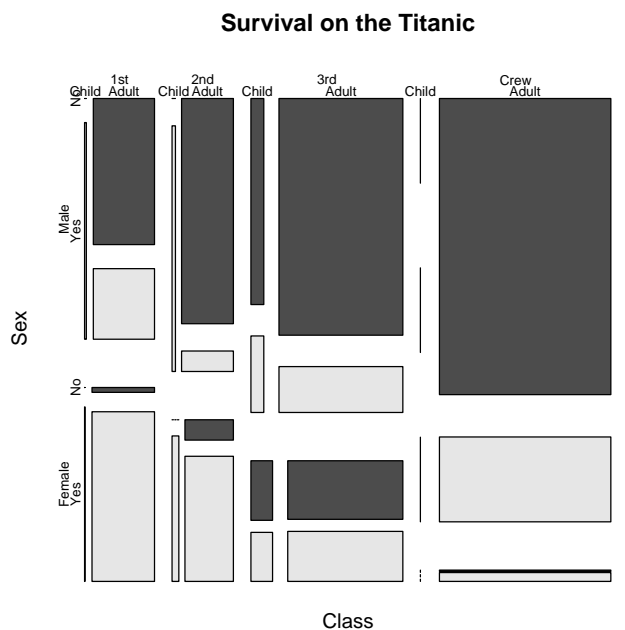 Survival on the Titanic
1st 2nd 3rd Crew
Child Adult Child Adult Child Adult Child Adult
No
Male
Yes
Sex
No
Female
Yes
Class